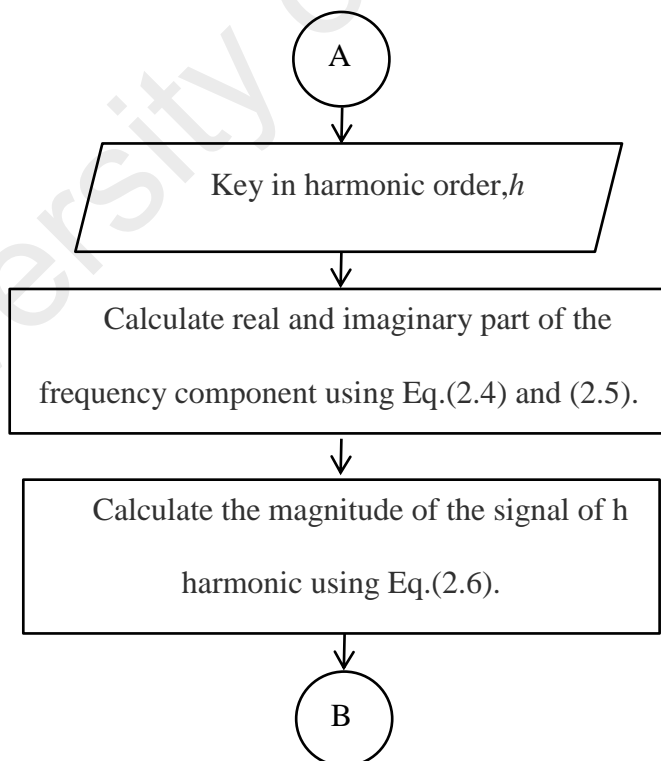 A
Key in harmonic order,h
Calculate real and imaginary part of the
frequency component using Eq.(2.4) and (2.5).
Calculate the magnitude of the signal of h
harmonic using Eq.(2.6).
B